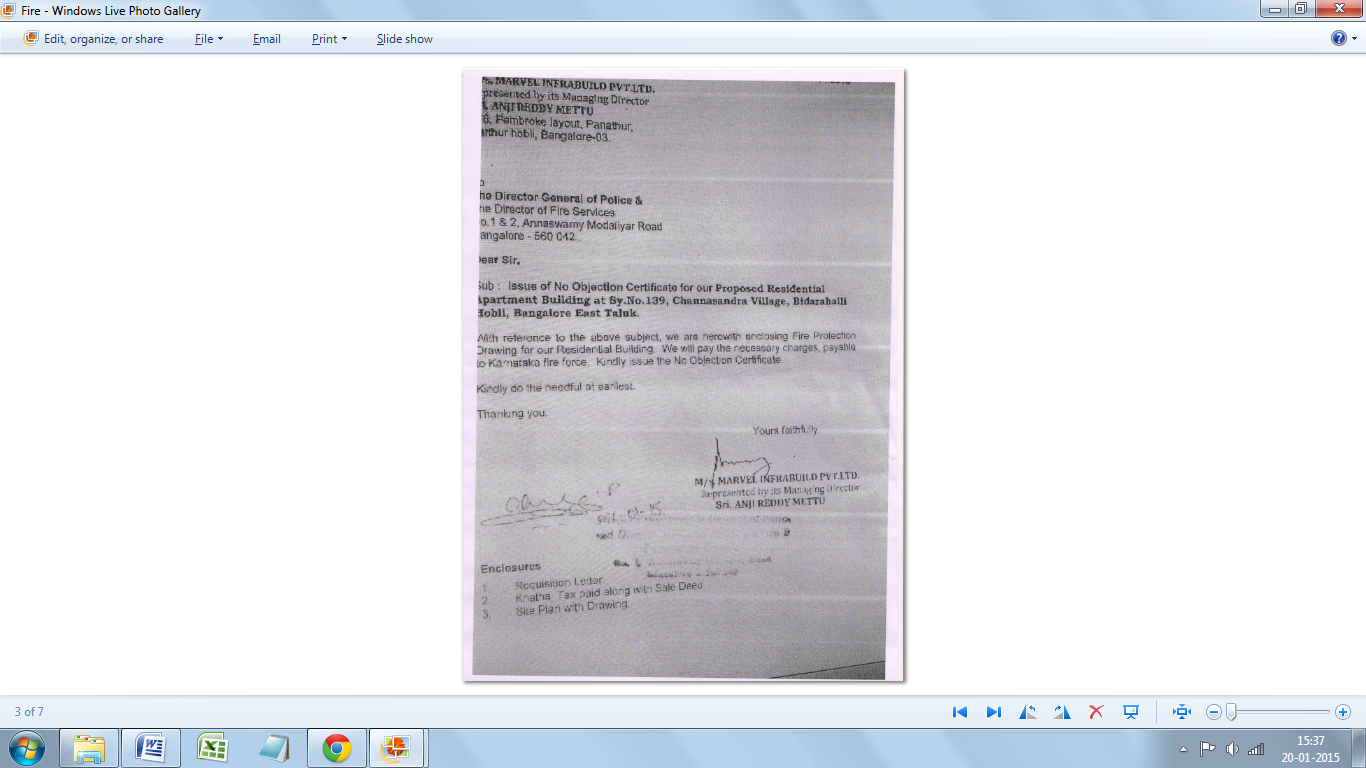 Fire - Windows Live Photo Gallery
Edit, organize, or share File Email Print Slide show
MARVEL INFRABUILD PVT.LTD.
presented by its Managing Director
ANJI REDDY METTU
6, Pembroke layout, Panathur,
arthur hobli, Bangalore-03.
he Director General of Police &
he Director of Fire Services
o.1 & 2, Annaswamy Modaliyar Road
angalore - 560 042.
ear Sir,
Sub : Issue of No Objection Certificate for our Proposed Residential
Apartment Building at Sy.No.139, Channasandra Village, Bidarahalli
Hobli, Bangalore East Taluk.
With reference to the above subject, we are herewith enclosing Fire Protection
Drawing for our Residential Building. We will pay the necessary charges, payable
to Karnataka fire force. Kindly issue the No Objection Certificate.
Kindly do the needful at earliest.
Thanking you,
Yours faithfully
M/s MARVEL INFRABUILD PVT.LTD.
Represented by its Managing Director
Sri. ANJI REDDY METTU
Enclosures
1 Requisition Letter
2. Khatha, Tax paid along with Sale Deed
3. Site Plan with Drawing.
3 of 7
15:37
20-01-2015